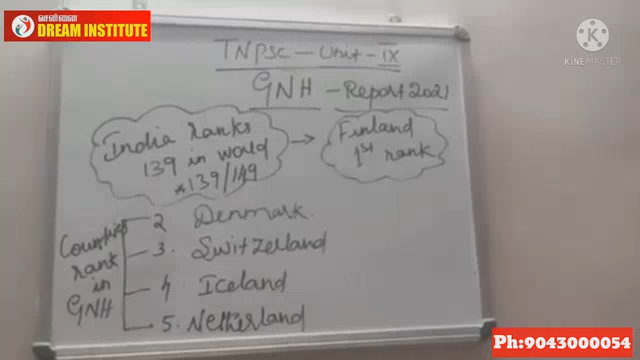 சென்னை
DREAM INSTITUTE
KINEMASTER
TNPSC - Unit - IX
GNH - Report 2021
India ranks
139 in world
*139/149
→
Finland
1st rank
Countries
rank
in
GNH
2 Denmark
3. Switzerland
4 Iceland
5. Netherland
Ph:9043000054